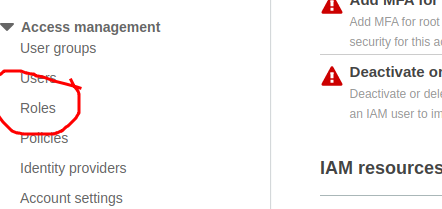 Access management
User groups
Users
Roles
Policies
Identity providers
Account settings
Add MFA for
Add MFA for root
security for this a
Deactivate or
Deactivate or dele
an IAM user to im
IAM resources